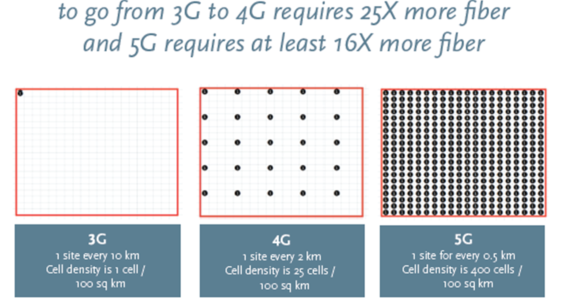 to go from 3G to 4G requires 25X more fiber
and 5G requires at least 16X more fiber
3G
1 site every 10 km
Cell density is 1 cell /
100 sq km
4G
1 site every 2 km
Cell density is 25 cells /
100 sq km
5G
1 site for every 0.5 km
Cell density is 400 cells /
100 sq km